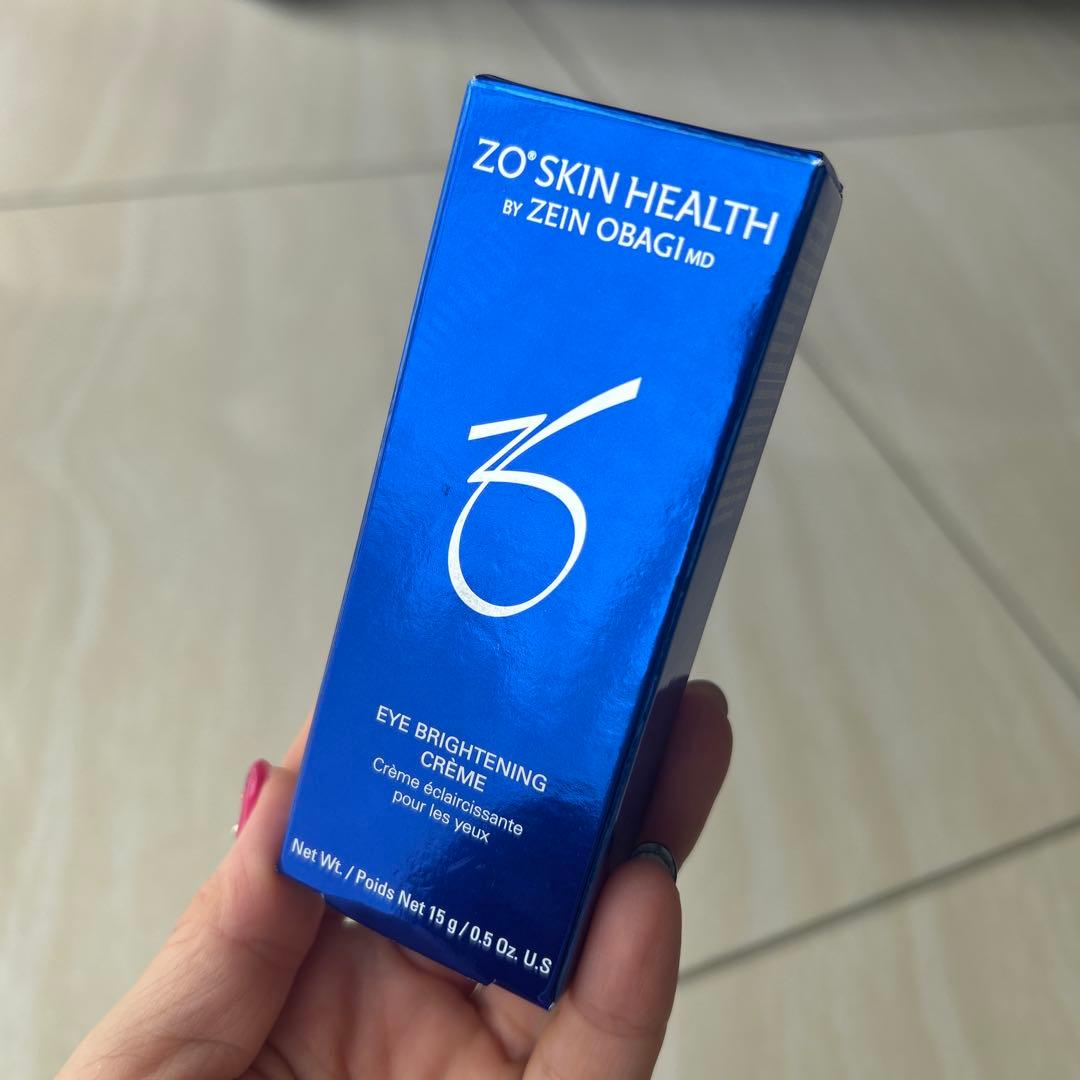 ZO® SKIN HEALTH
BY ZEIN OBAGI MD
EYE BRIGHTENING
CRÈME
Crème éclaircissante
pour les yeux
Net Wt. / Poids Net 15 g / 0.5 Oz. U.S